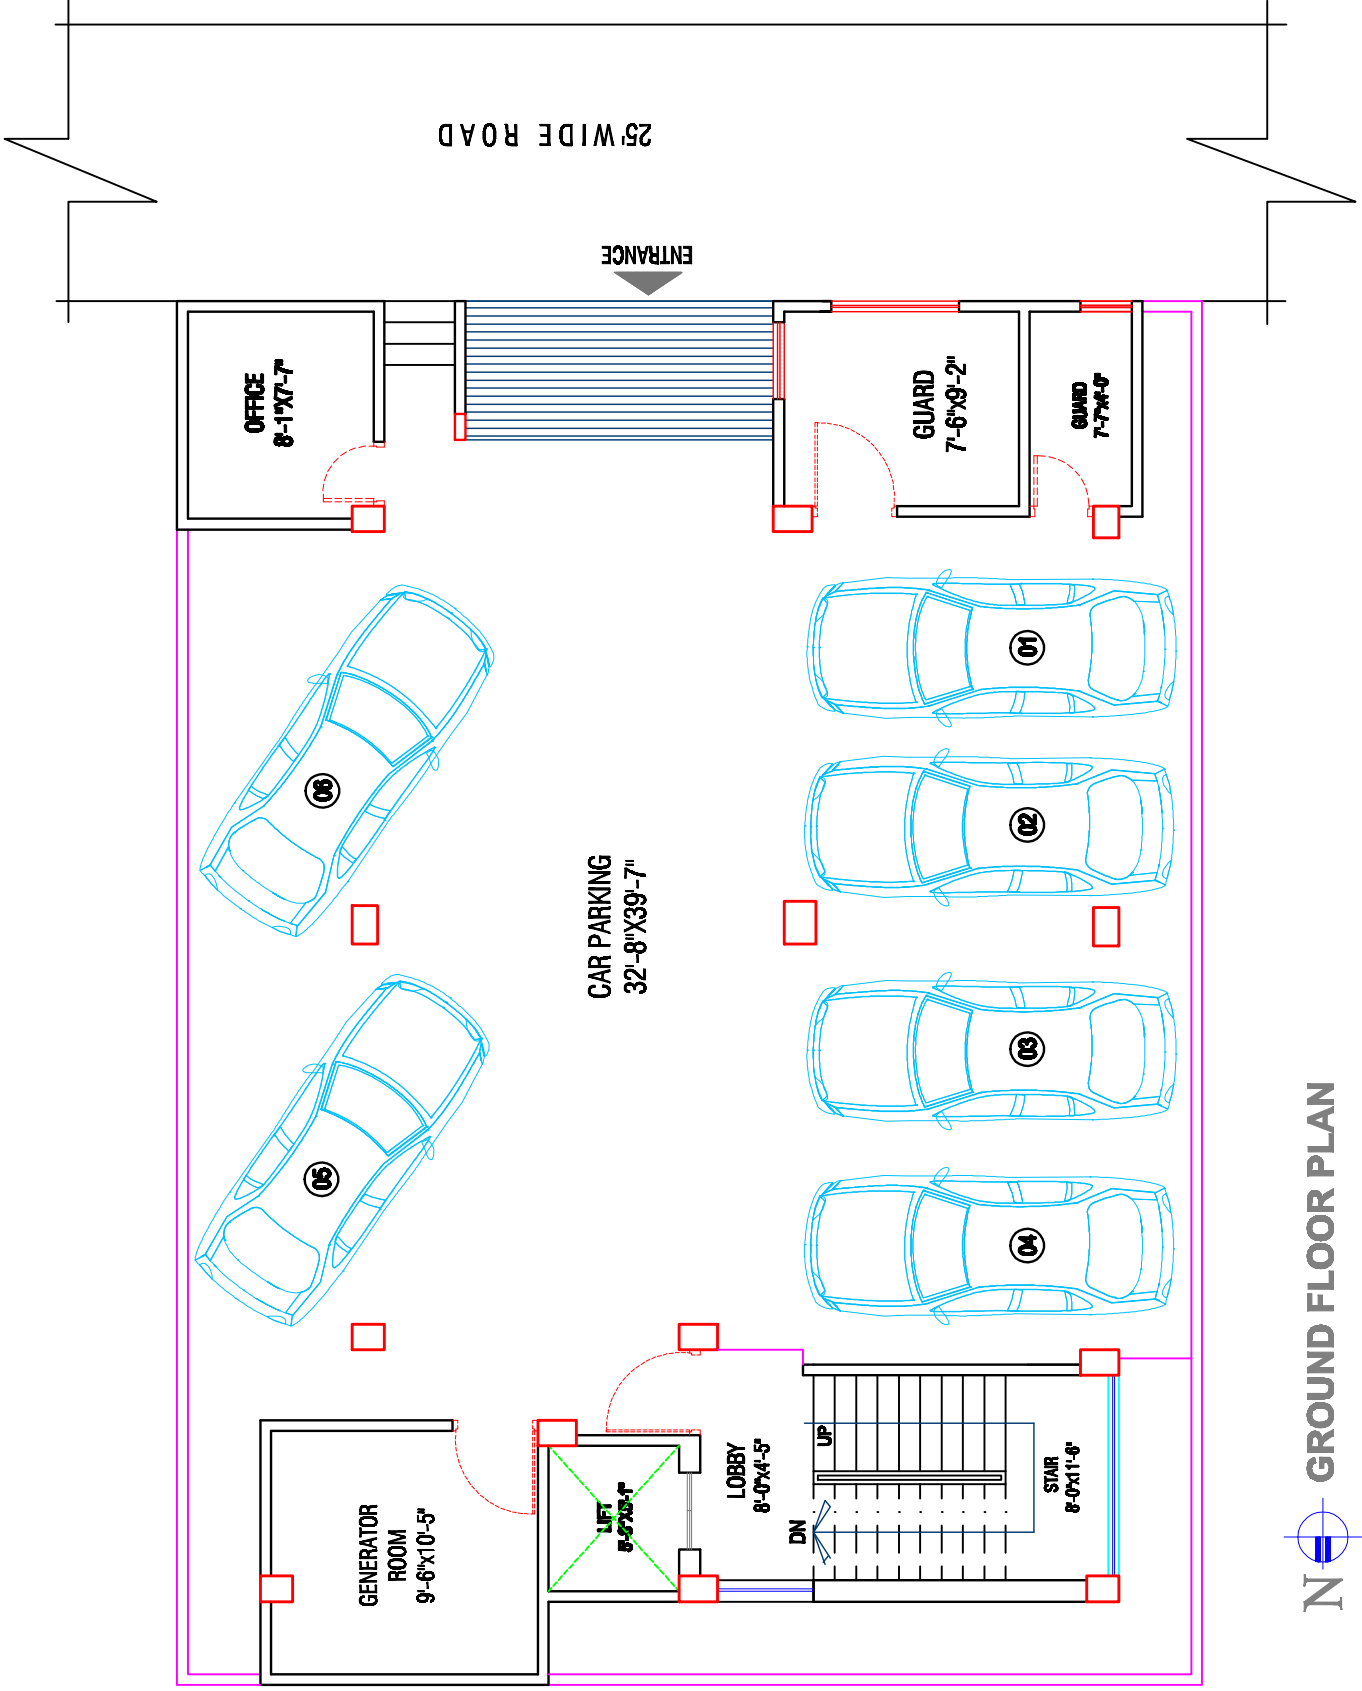 25' WIDE ROAD
ENTRANCE
OFFICE
8'-1"X7'-7"
GUARD
7'-6"x9'-2"
GUARD
7'-7"x4'-0"
01
06
02
CAR PARKING
32'-8"X39'-7"
03
05
04
GENERATOR
ROOM
9'-6"x10'-5"
LIFT
LOBBY
8'-0"x4'-5"
UP
DN
STAIR
8'-0x11'-6"
N
GROUND FLOOR PLAN